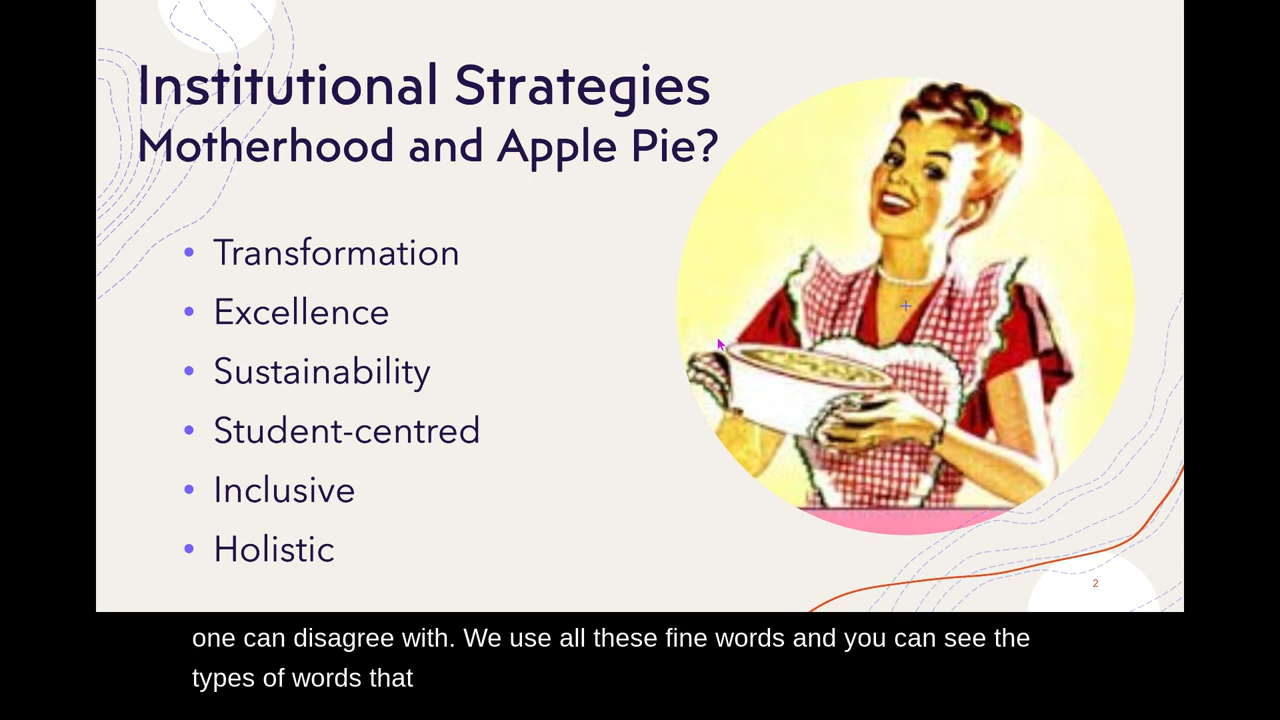 Institutional Strategies
Motherhood and Apple Pie?
• Transformation
• Excellence
• Sustainability
• Student-centred
• Inclusive
• Holistic
2
one can disagree with. We use all these fine words and you can see the
types of words that